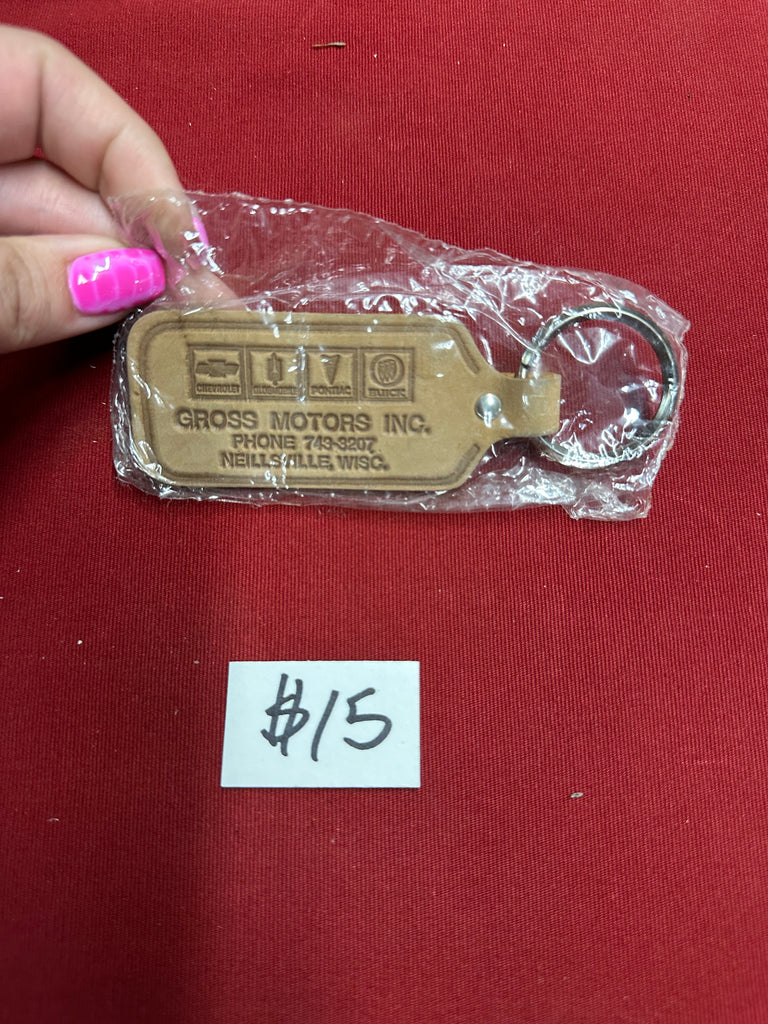 CHEVROLET OLDSMOBILE PONTIAC BUICK
GROSS MOTORS INC.
PHONE 743-3207
NEILLSVILLE, WISC.
$15